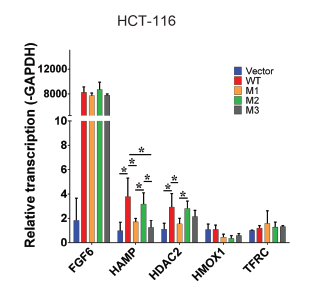 HCT-116
Relative transcription (-GAPDH)
12000
8000
10
8
6
4
2
0
Vector
WT
M1
M2
M3
*
*
*
*
*
*
*
*
FGF6
HAMP
HDAC2
HMOX1
TFRC